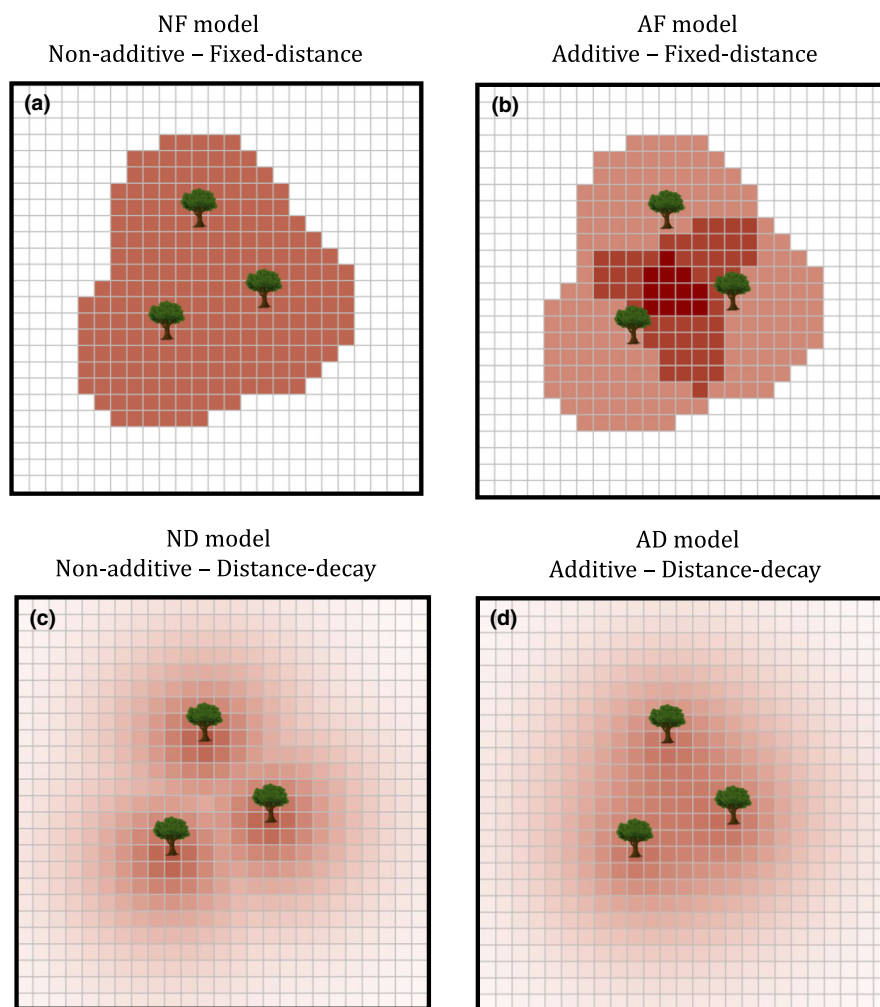 NF model
Non-additive – Fixed-distance
AF model
Additive – Fixed-distance
(a)
(b)
ND model
Non-additive – Distance-decay
AD model
Additive – Distance-decay
(c)
(d)